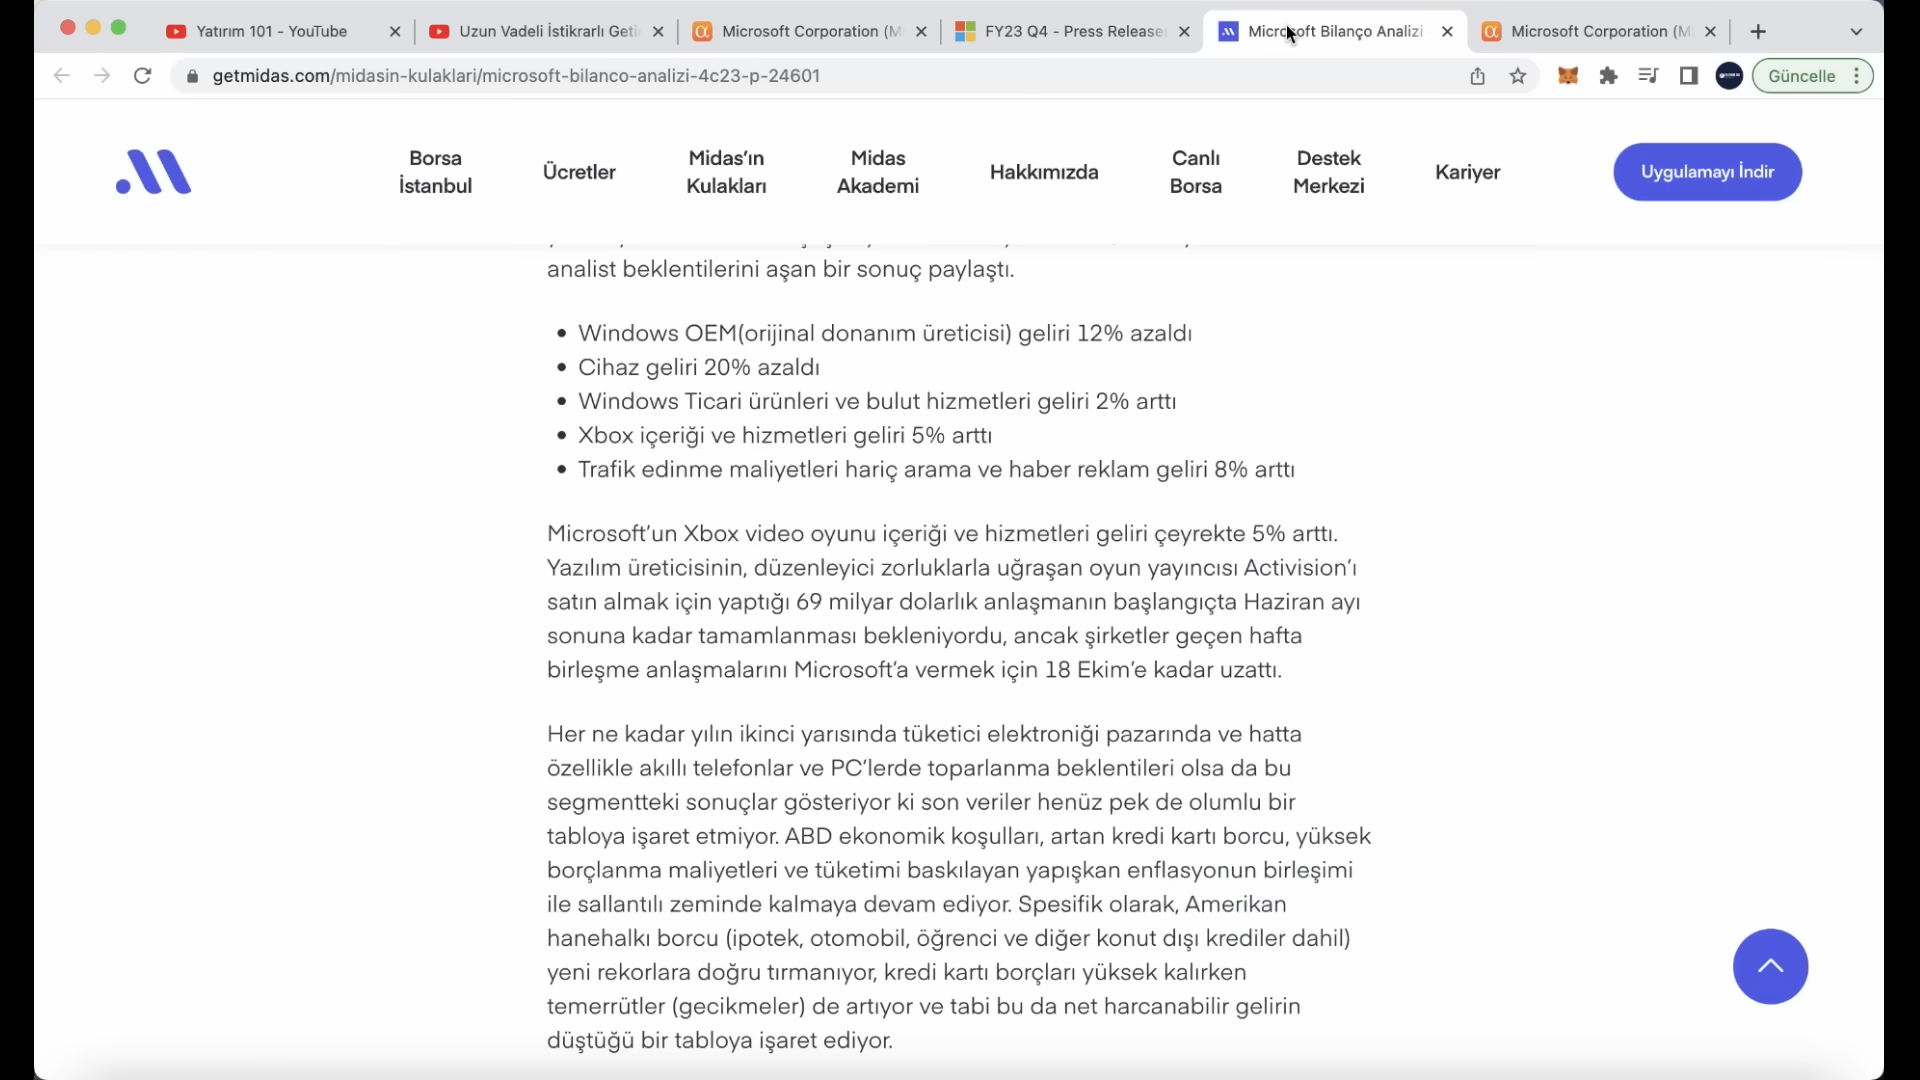 Yatırım 101 - YouTube
Uzun Vadeli İstikrarlı Geti
Microsoft Corporation (M
FY23 Q4 - Press Release
Microsoft Bilanço Analizi
Microsoft Corporation (M
getmidas.com/midasin-kulaklari/microsoft-bilanco-analizi-4c23-p-24601
Güncelle
Borsa
İstanbul
Ücretler
Midas’ın
Kulakları
Midas
Akademi
Hakkımızda
Canlı
Borsa
Destek
Merkezi
Kariyer
Uygulamayı İndir
analist beklentilerini aşan bir sonuç paylaştı.
• Windows OEM(orijinal donanım üreticisi) geliri 12% azaldı
• Cihaz geliri 20% azaldı
• Windows Ticari ürünleri ve bulut hizmetleri geliri 2% arttı
• Xbox içeriği ve hizmetleri geliri 5% arttı
• Trafik edinme maliyetleri hariç arama ve haber reklam geliri 8% arttı
Microsoft’un Xbox video oyunu içeriği ve hizmetleri geliri çeyrekte 5% arttı.
Yazılım üreticisinin, düzenleyici zorluklarla uğraşan oyun yayıncısı Activision’ı
satın almak için yaptığı 69 milyar dolarlık anlaşmanın başlangıçta Haziran ayı
sonuna kadar tamamlanması bekleniyordu, ancak şirketler geçen hafta
birleşme anlaşmalarını Microsoft’a vermek için 18 Ekim’e kadar uzattı.
Her ne kadar yılın ikinci yarısında tüketici elektroniği pazarında ve hatta
özellikle akıllı telefonlar ve PC’lerde toparlanma beklentileri olsa da bu
segmentteki sonuçlar gösteriyor ki son veriler henüz pek de olumlu bir
tabloya işaret etmiyor. ABD ekonomik koşulları, artan kredi kartı borcu, yüksek
borçlanma maliyetleri ve tüketimi baskılayan yapışkan enflasyonun birleşimi
ile sallantılı zeminde kalmaya devam ediyor. Spesifik olarak, Amerikan
hanehalkı borcu (ipotek, otomobil, öğrenci ve diğer konut dışı krediler dahil)
yeni rekorlara doğru tırmanıyor, kredi kartı borçları yüksek kalırken
temerrütler (gecikmeler) de artıyor ve tabi bu da net harcanabilir gelirin
düştüğü bir tabloya işaret ediyor.